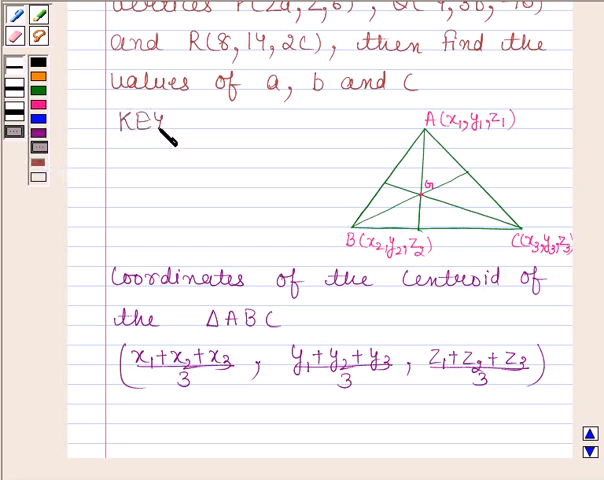 and R(8, 14, 2C), then find the
values of a, b and C
KEY
A(x₁, y₁, z₁)
G
B(x₂, y₂, z₂) C(x₃, y₃, z₃)
Coordinates of the centroid of
the △ABC
(x₁+x₂+x₃/3, y₁+y₂+y₃/3, z₁+z₂+z₃/3)